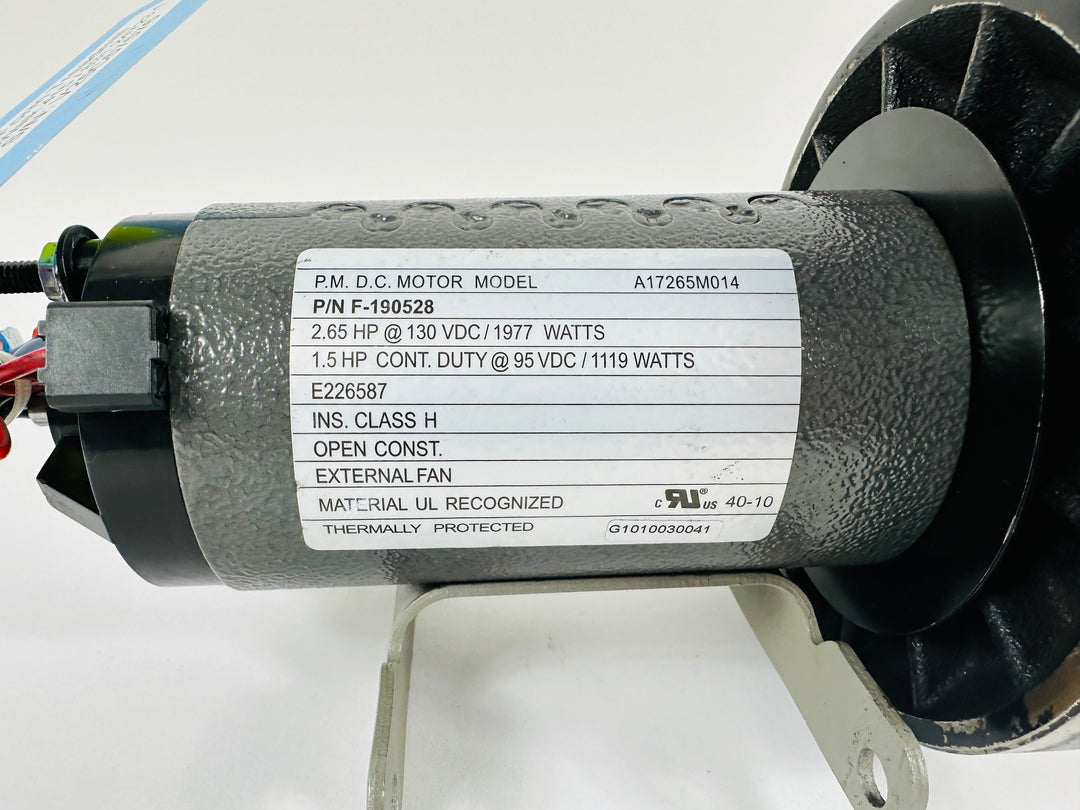 P.M. D.C. MOTOR MODEL A17265M014
P/N F-190528
2.65 HP @ 130 VDC / 1977 WATTS
1.5 HP CONT. DUTY @ 95 VDC / 1119 WATTS
E226587
INS. CLASS H
OPEN CONST.
EXTERNAL FAN
MATERIAL UL RECOGNIZED c RU® US 40-10
THERMALLY PROTECTED G1010030041